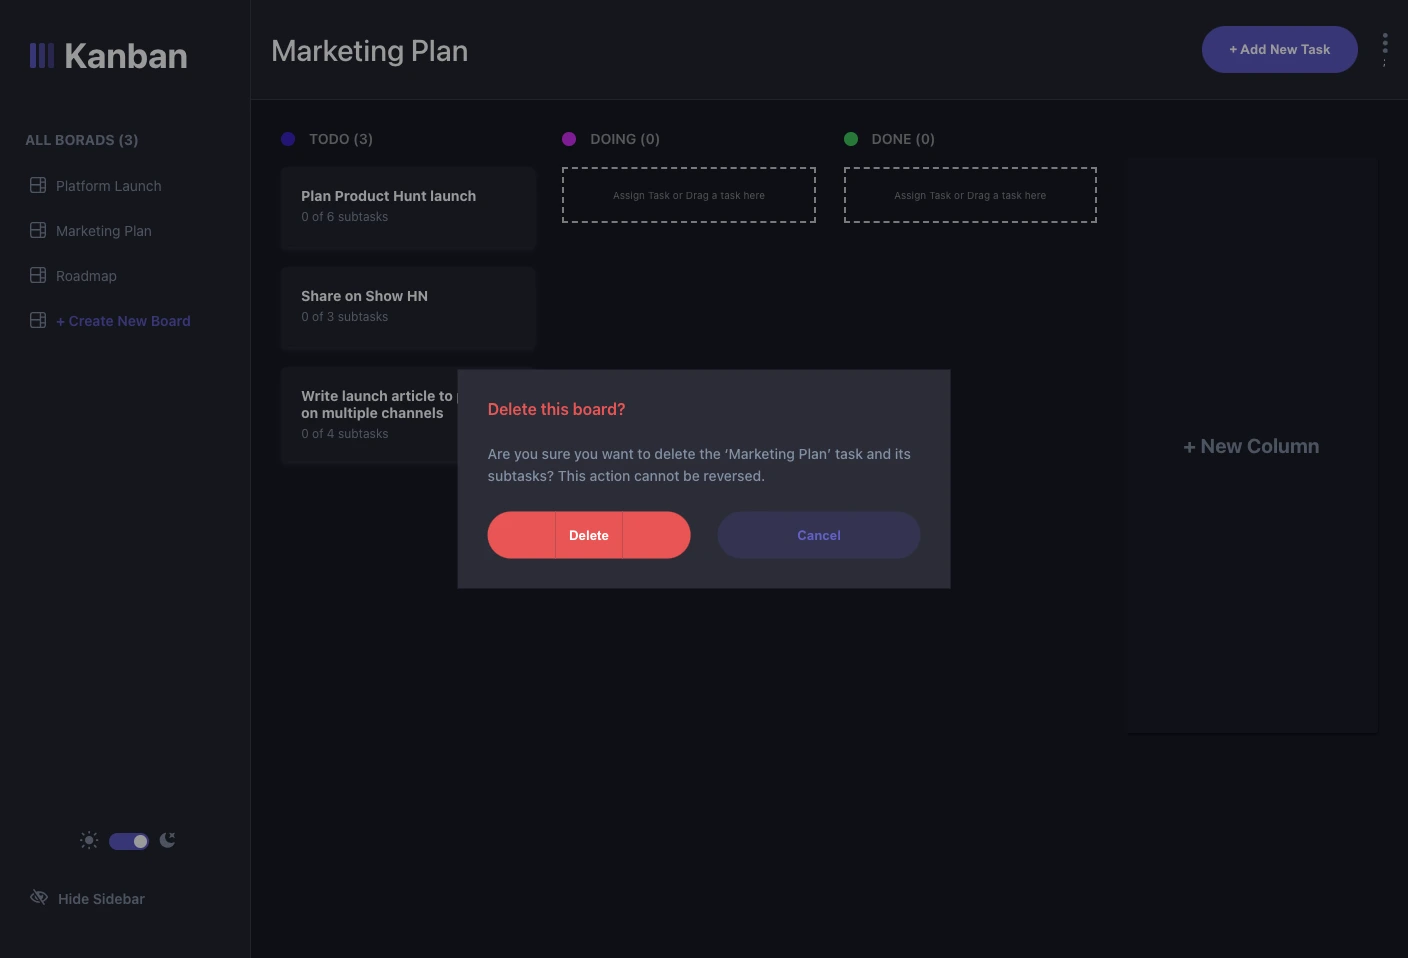 Kanban
ALL BORADS (3)
Platform Launch
Marketing Plan
Roadmap
+ Create New Board
Hide Sidebar
Marketing Plan
+ Add New Task
TODO (3)
Plan Product Hunt launch
0 of 6 subtasks
Share on Show HN
0 of 3 subtasks
Write launch article to
on multiple channels
0 of 4 subtasks
DOING (0)
Assign Task or Drag a task here
DONE (0)
Assign Task or Drag a task here
+ New Column
Delete this board?
Are you sure you want to delete the ‘Marketing Plan’ task and its
subtasks? This action cannot be reversed.
Delete
Cancel